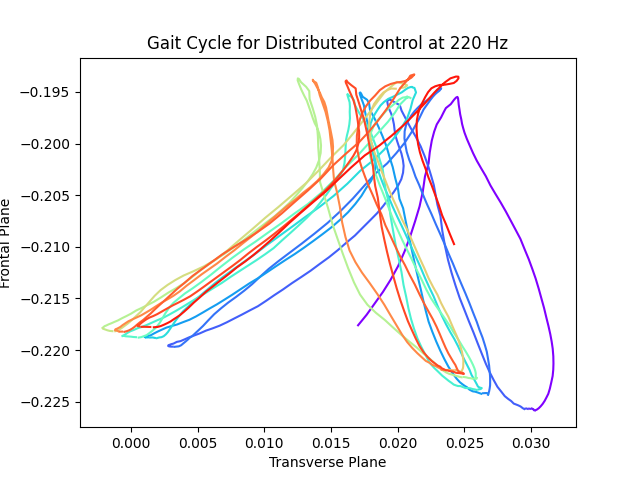 Gait Cycle for Distributed Control at 220 Hz
Frontal Plane
−0.195
−0.200
−0.205
−0.210
−0.215
−0.220
−0.225
0.000 0.005 0.010 0.015 0.020 0.025 0.030
Transverse Plane